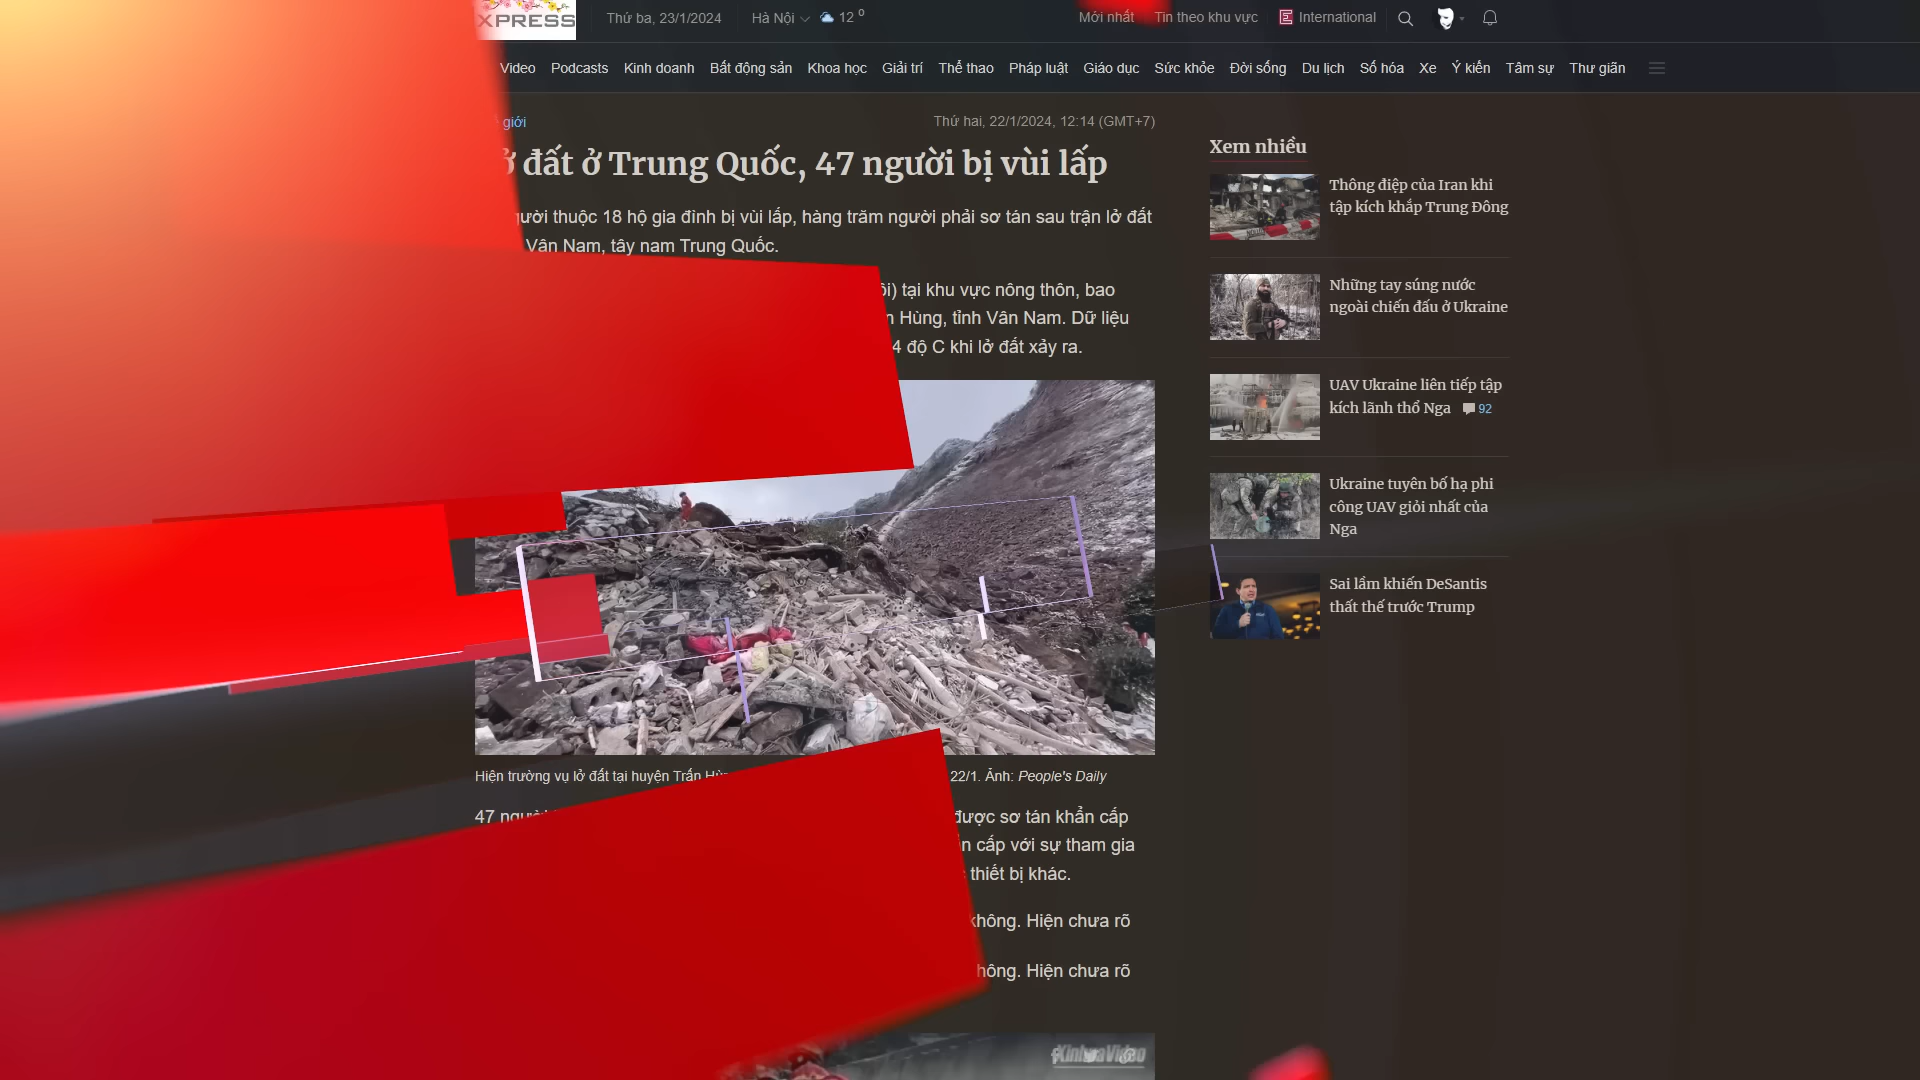 XPRESS
Thứ ba, 23/1/2024
Hà Nội
12 °
Mới nhất
Tin theo khu vực
E International
Video Podcasts Kinh doanh Bất động sản Khoa học Giải trí Thể thao Pháp luật Giáo dục Sức khỏe Đời sống Du lịch Số hóa Xe Ý kiến Tâm sự Thư giãn
giới
Thứ hai, 22/1/2024, 12:14 (GMT+7)
đất ở Trung Quốc, 47 người bị vùi lấp
thuộc 18 hộ gia đình bị vùi lấp, hàng trăm người phải sơ tán sau trận lở đất
Vân Nam, tây nam Trung Quốc.
tại khu vực nông thôn, bao
Hùng, tỉnh Vân Nam. Dữ liệu
4 độ C khi lở đất xảy ra.
Hiện trường vụ lở đất tại huyện Trấn
22/1. Ảnh: People's Daily
47
được sơ tán khẩn cấp
cấp với sự tham gia
thiết bị khác.
không. Hiện chưa rõ
không. Hiện chưa rõ
XinhuaVideo
Xem nhiều
Thông điệp của Iran khi
tập kích khắp Trung Đông
Những tay súng nước
ngoài chiến đấu ở Ukraine
UAV Ukraine liên tiếp tập
kích lãnh thổ Nga 92
Ukraine tuyên bố hạ phi
công UAV giỏi nhất của
Nga
Sai lầm khiến DeSantis
thất thế trước Trump